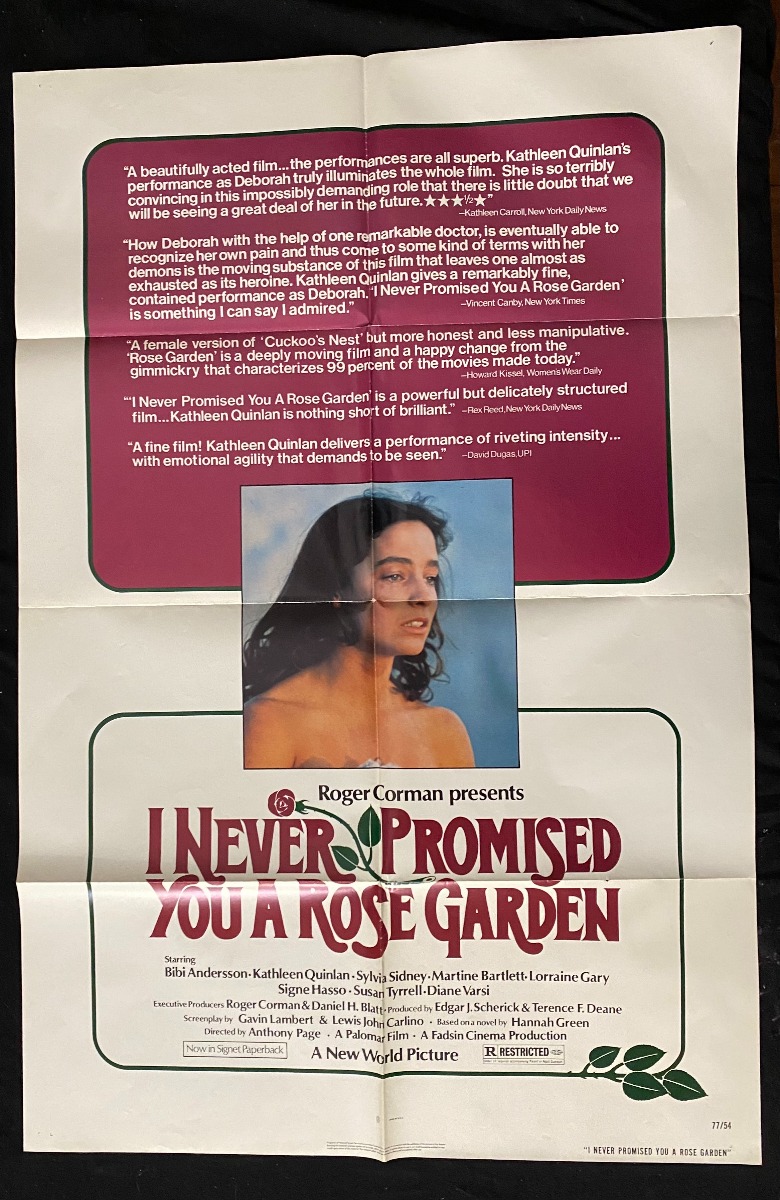 "A beautifully acted film...the performances are all superb. Kathleen Quinlan's
performance as Deborah truly illuminates the whole film. She is so terribly
convincing in this impossibly demanding role that there is little doubt that we
will be seeing a great deal of her in the future.★★★½★"
–Kathleen Carroll, New York Daily News
"How Deborah with the help of one remarkable doctor, is eventually able to
recognize her own pain and thus come to some kind of terms with her
demons is the moving substance of this film that leaves one almost as
exhausted as its heroine. Kathleen Quinlan gives a remarkably fine,
contained performance as Deborah. 'I Never Promised You A Rose Garden'
is something I can say I admired."
–Vincent Canby, New York Times
"A female version of 'Cuckoo's Nest' but more honest and less manipulative.
'Rose Garden' is a deeply moving film and a happy change from the
gimmickry that characterizes 99 percent of the movies made today."
–Howard Kissel, Women's Wear Daily
"'I Never Promised You A Rose Garden' is a powerful but delicately structured
film...Kathleen Quinlan is nothing short of brilliant." –Rex Reed, New York Daily News
"A fine film! Kathleen Quinlan delivers a performance of riveting intensity...
with emotional agility that demands to be seen." –David Dugas, UPI
Roger Corman presents
I NEVER PROMISED
YOU A ROSE GARDEN
Starring
Bibi Andersson • Kathleen Quinlan • Sylvia Sidney • Martine Bartlett • Lorraine Gary
Signe Hasso • Susan Tyrrell • Diane Varsi
Executive Producers Roger Corman & Daniel H. Blatt • Produced by Edgar J. Scherick & Terence F. Deane
Screenplay by Gavin Lambert & Lewis John Carlino • Based on a novel by Hannah Green
Directed by Anthony Page • A Palomar Film • A Fadsin Cinema Production
Now in Signet Paperback
A New World Picture
R RESTRICTED
77/54
"I NEVER PROMISED YOU A ROSE GARDEN"